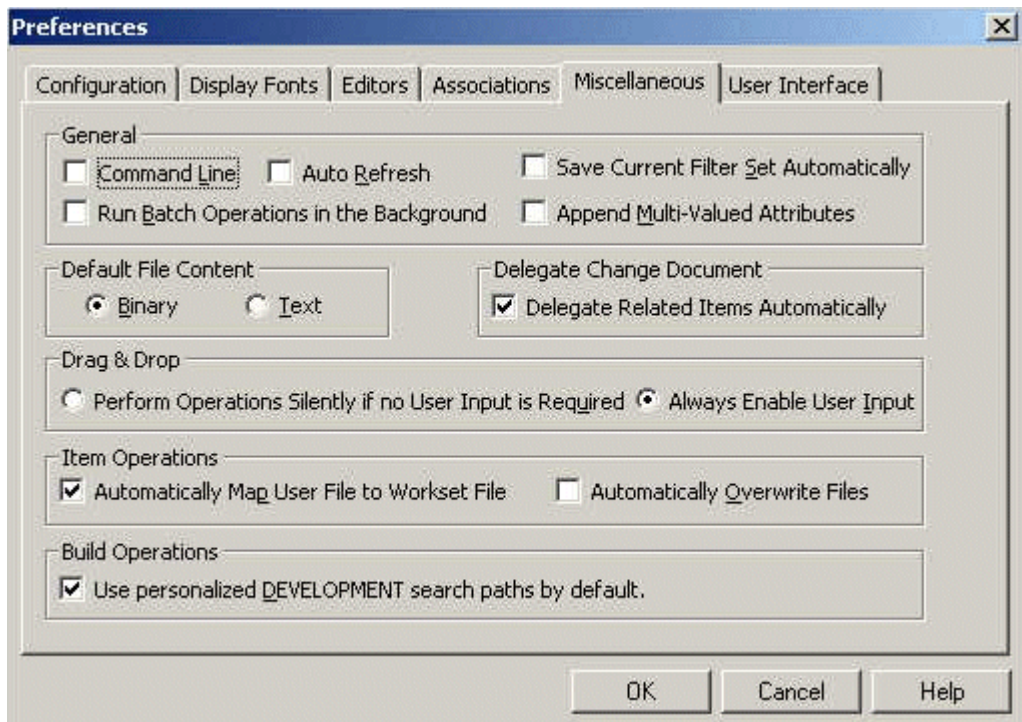 Preferences
Configuration Display Fonts Editors Associations Miscellaneous User Interface
General
Command Line Auto Refresh Save Current Filter Set Automatically
Run Batch Operations in the Background Append Multi-Valued Attributes
Default File Content Delegate Change Document
Binary Text Delegate Related Items Automatically
Drag & Drop
Perform Operations Silently if no User Input is Required Always Enable User Input
Item Operations
Automatically Map User File to Workset File Automatically Overwrite Files
Build Operations
Use personalized DEVELOPMENT search paths by default.
OK Cancel Help